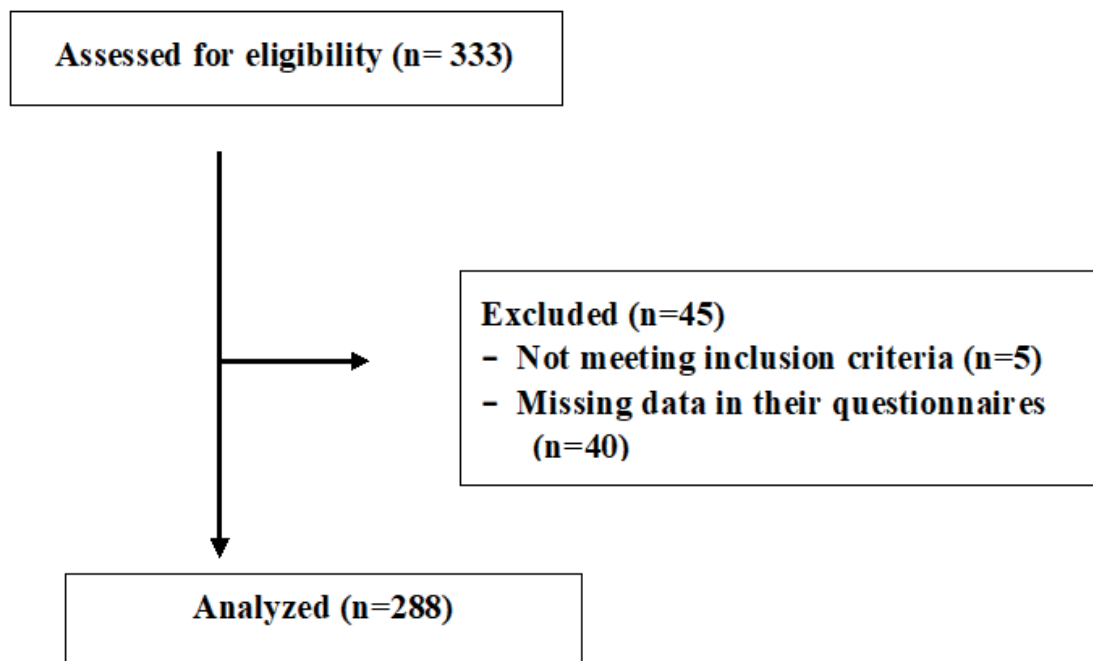 Assessed for eligibility (n= 333)
Excluded (n=45)
- Not meeting inclusion criteria (n=5)
- Missing data in their questionnaires
(n=40)
Analyzed (n=288)